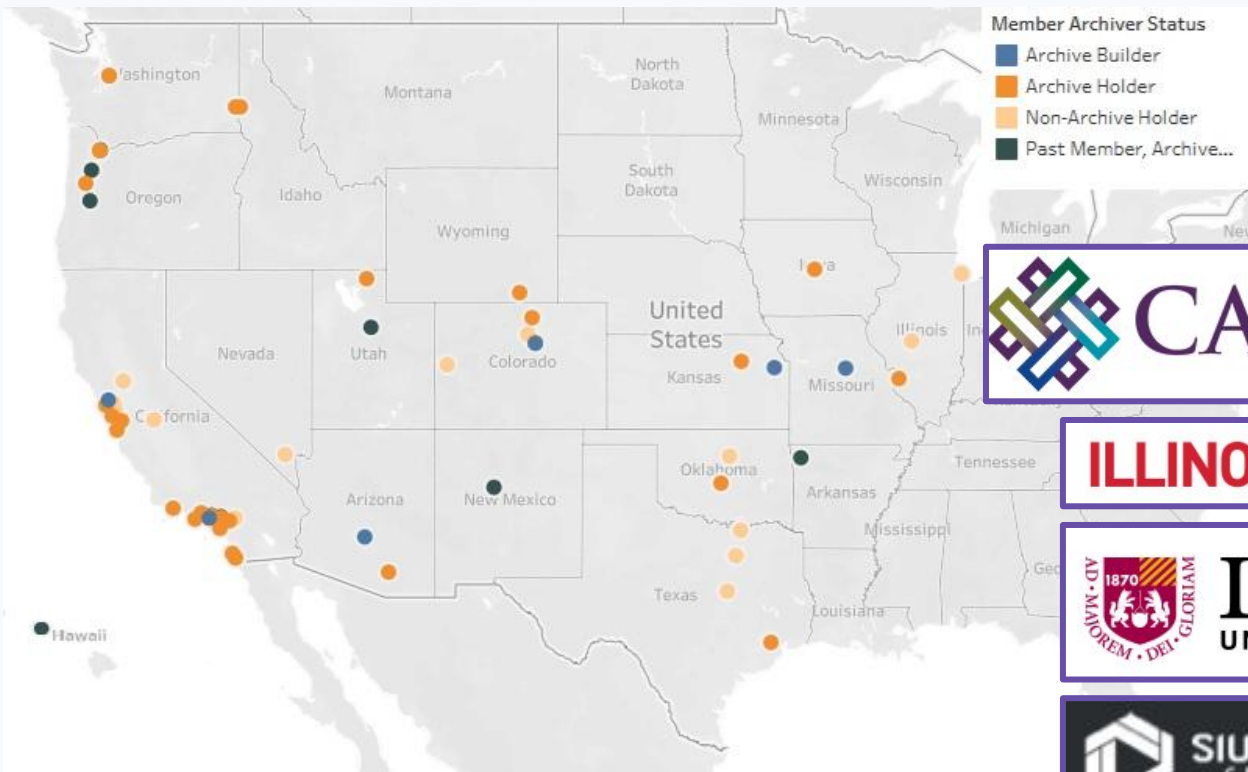 Member Archiver Status
Archive Builder
Archive Holder
Non-Archive Holder
Past Member, Archive...
North
Dakota
Montana
Minnesota
South
Dakota
Wisconsin
Oregon
Idaho
Michigan
Wyoming
United
States
Illinois
Nevada
Utah
Colorado
Kansas
Missouri
CA
Oklahoma
Tennessee
ILLINO
Arizona
New Mexico
Arkansas
Mississippi
Texas
Louisiana
1870
AD • MAJOREM • DEI • GLORIAM
UN
Hawaii
SIU